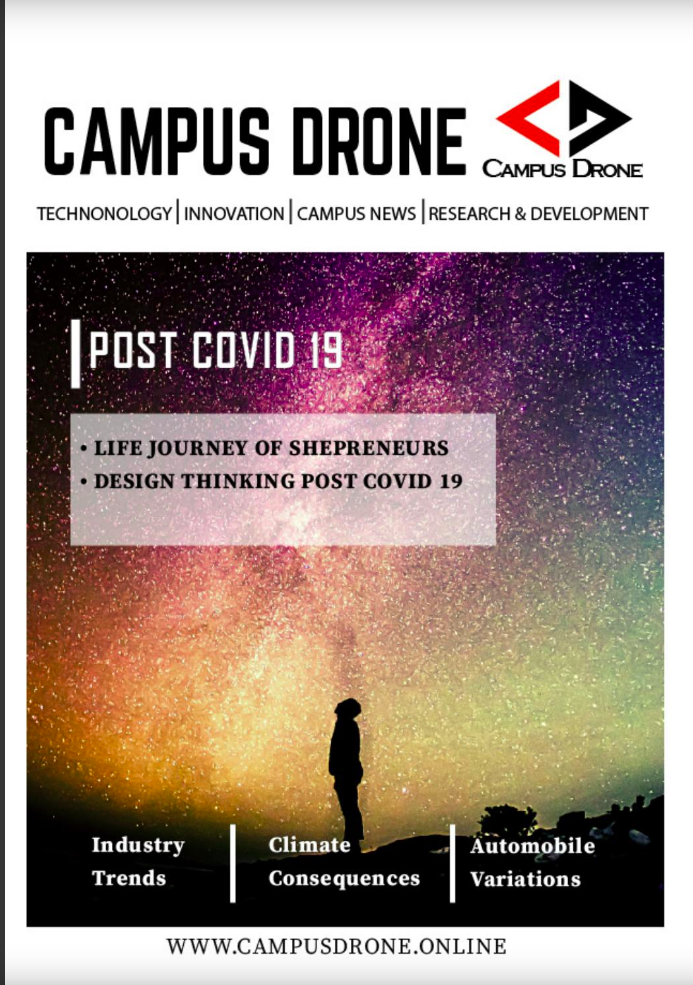 CAMPUS DRONE
CAMPUS DRONE
TECHNONOLOGY | INNOVATION | CAMPUS NEWS | RESEARCH & DEVELOPMENT
POST COVID 19
• LIFE JOURNEY OF SHEPRENEURS
• DESIGN THINKING POST COVID 19
Industry
Trends
Climate
Consequences
Automobile
Variations
WWW.CAMPUSDRONE.ONLINE